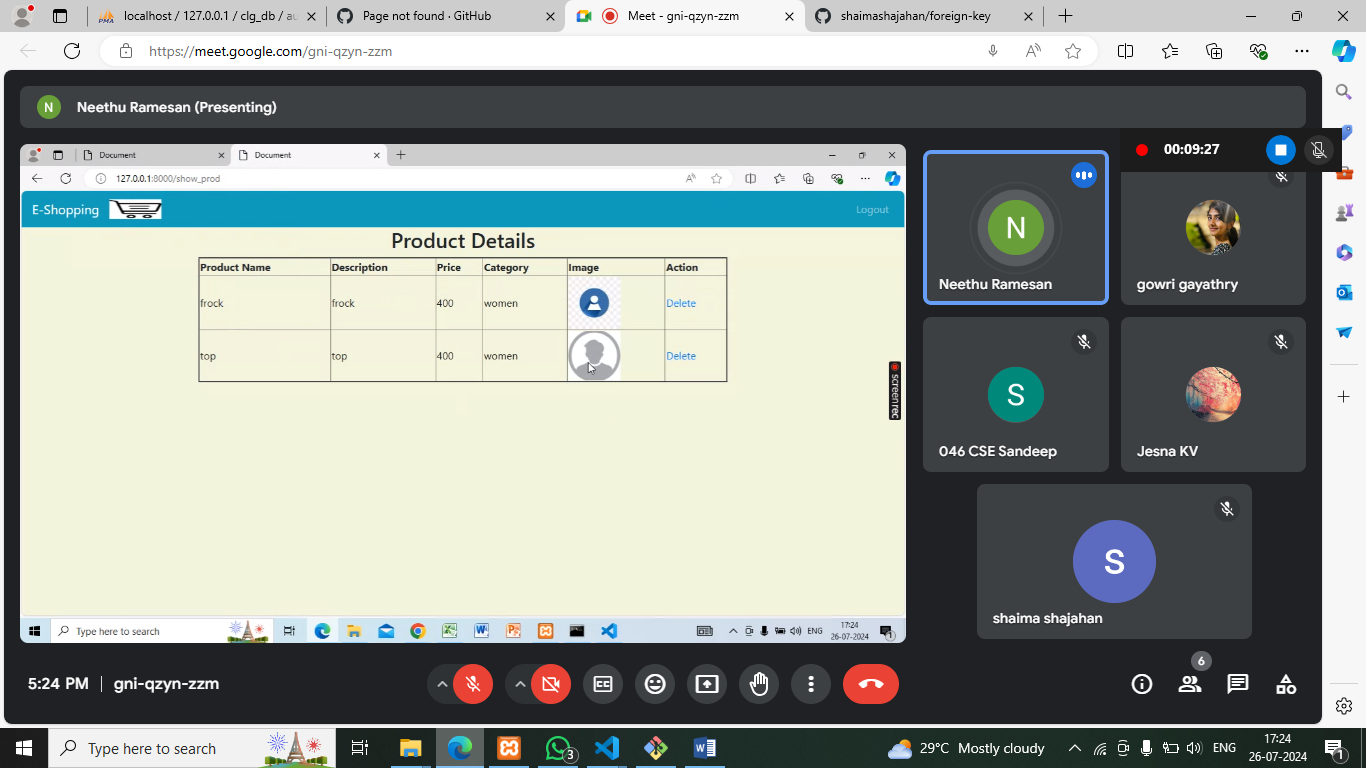 localhost / 127.0.0.1 / clg_db / au
Page not found · GitHub
Meet - gni-qzyn-zzm
shaimashajahan/foreign-key
https://meet.google.com/gni-qzyn-zzm
N
Neethu Ramesan (Presenting)
00:09:27
Document
Document
127.0.0.1:8000/show_prod
E-Shopping
Logout
Product Details
Product Name Description Price Category Image Action
frock frock 400 women Delete
top top 400 women Delete
screenrec
Type here to search
ENG
17:24
26-07-2024
1
N
Neethu Ramesan
gowri gayathry
S
046 CSE Sandeep
Jesna KV
S
shaima shajahan
5:24 PM | gni-qzyn-zzm
6
Type here to search
3
29°C Mostly cloudy
ENG
17:24
26-07-2024
1